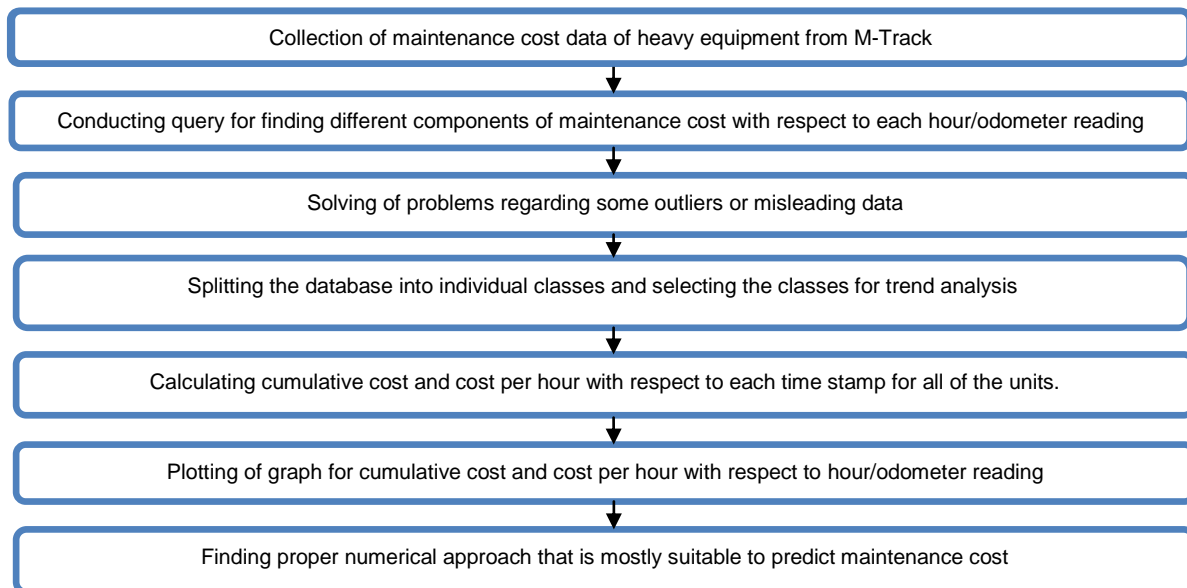 Collection of maintenance cost data of heavy equipment from M-Track
Conducting query for finding different components of maintenance cost with respect to each hour/odometer reading
Solving of problems regarding some outliers or misleading data
Splitting the database into individual classes and selecting the classes for trend analysis
Calculating cumulative cost and cost per hour with respect to each time stamp for all of the units.
Plotting of graph for cumulative cost and cost per hour with respect to hour/odometer reading
Finding proper numerical approach that is mostly suitable to predict maintenance cost